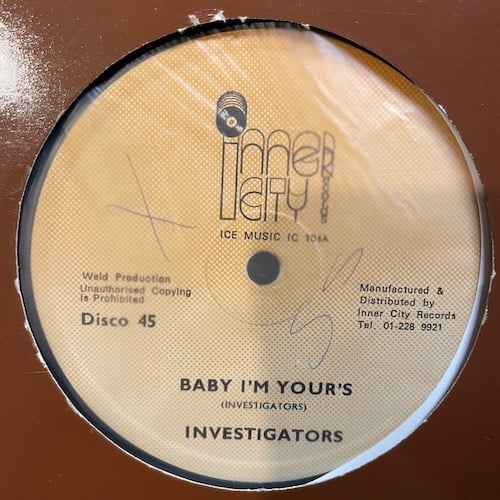 inner
CITY
Records
ICE MUSIC IC 104A
Weld Production
Unauthorised Copying
is Prohibited
Disco 45
Manufactured &
Distributed by
Inner City Records
Tel. 01-228 9921
BABY I'M YOUR'S
(INVESTIGATORS)
INVESTIGATORS